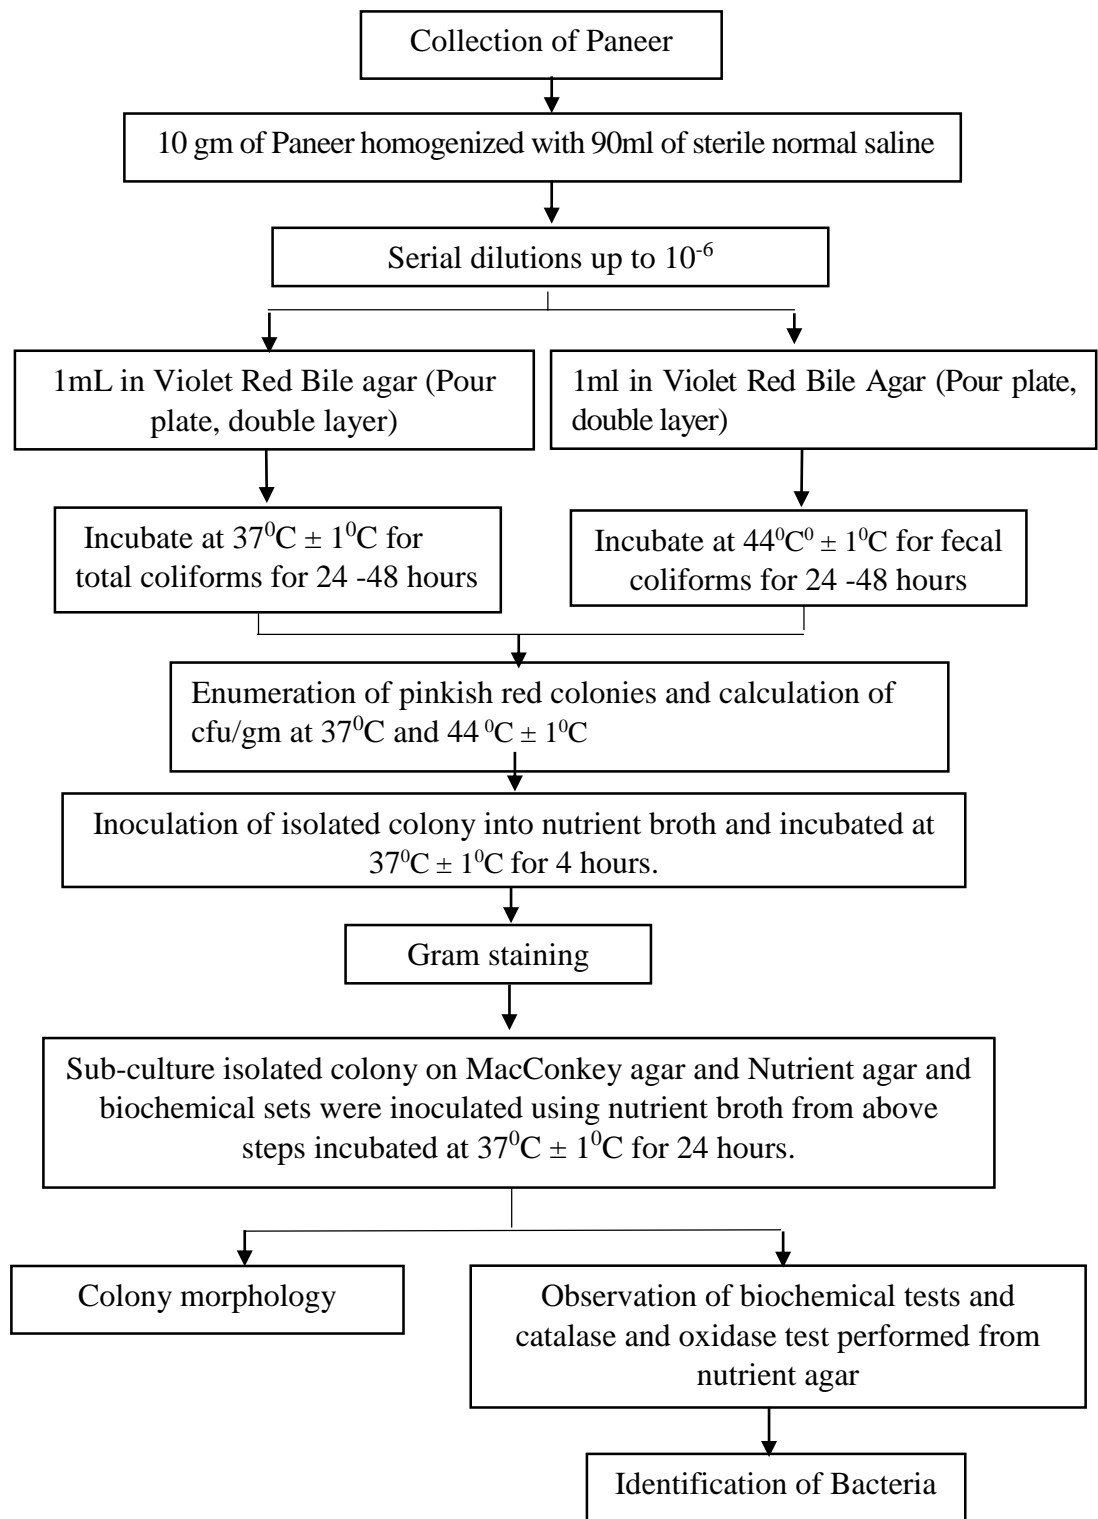 Collection of Paneer
10 gm of Paneer homogenized with 90ml of sterile normal saline
Serial dilutions up to 10⁻⁶
1mL in Violet Red Bile agar (Pour
plate, double layer)
1ml in Violet Red Bile Agar (Pour plate,
double layer)
Incubate at 37⁰C ± 1⁰C for
total coliforms for 24 -48 hours
Incubate at 44⁰C⁰ ± 1⁰C for fecal
coliforms for 24 -48 hours
Enumeration of pinkish red colonies and calculation of
cfu/gm at 37⁰C and 44 ⁰C ± 1⁰C
Inoculation of isolated colony into nutrient broth and incubated at
37⁰C ± 1⁰C for 4 hours.
Gram staining
Sub-culture isolated colony on MacConkey agar and Nutrient agar and
biochemical sets were inoculated using nutrient broth from above
steps incubated at 37⁰C ± 1⁰C for 24 hours.
Colony morphology
Observation of biochemical tests and
catalase and oxidase test performed from
nutrient agar
Identification of Bacteria